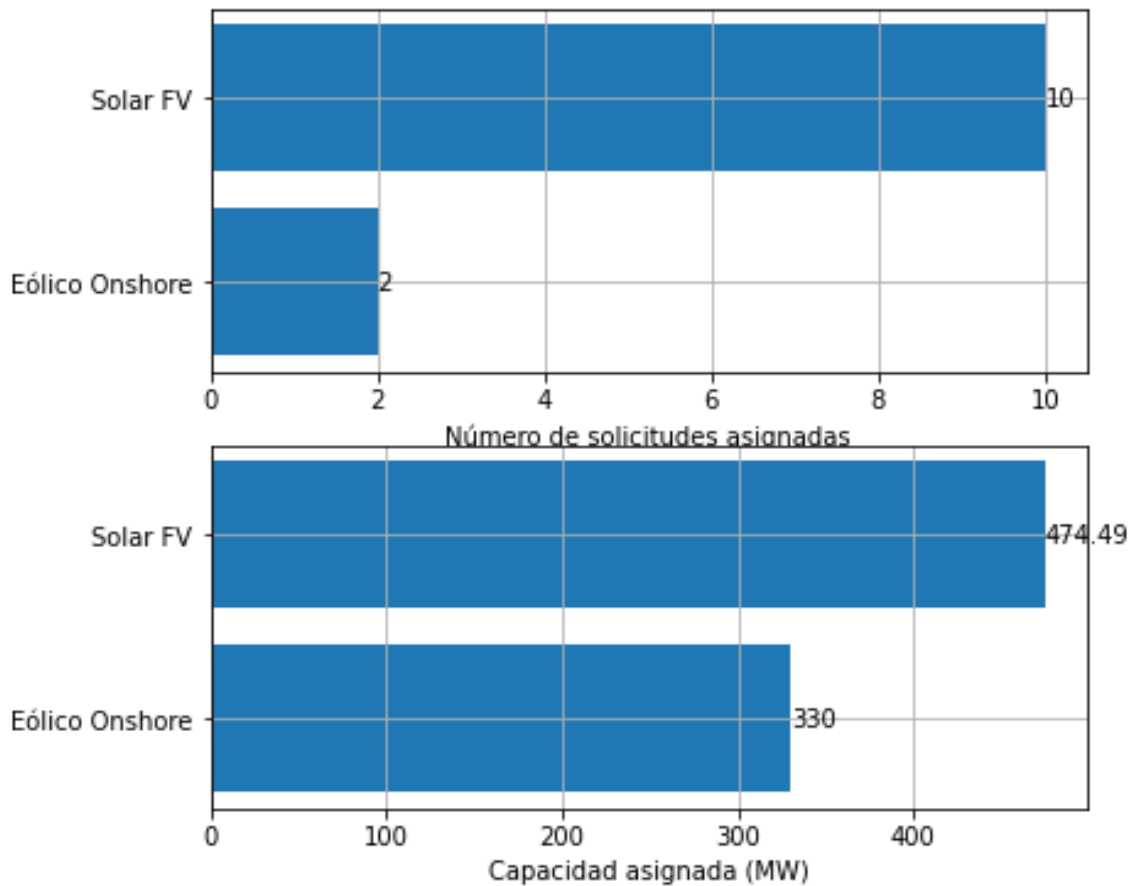 Solar FV
10
Eólico Onshore
2
0 2 4 6 8 10
Número de solicitudes asignadas
Solar FV
474.49
Eólico Onshore
330
0 100 200 300 400
Capacidad asignada (MW)